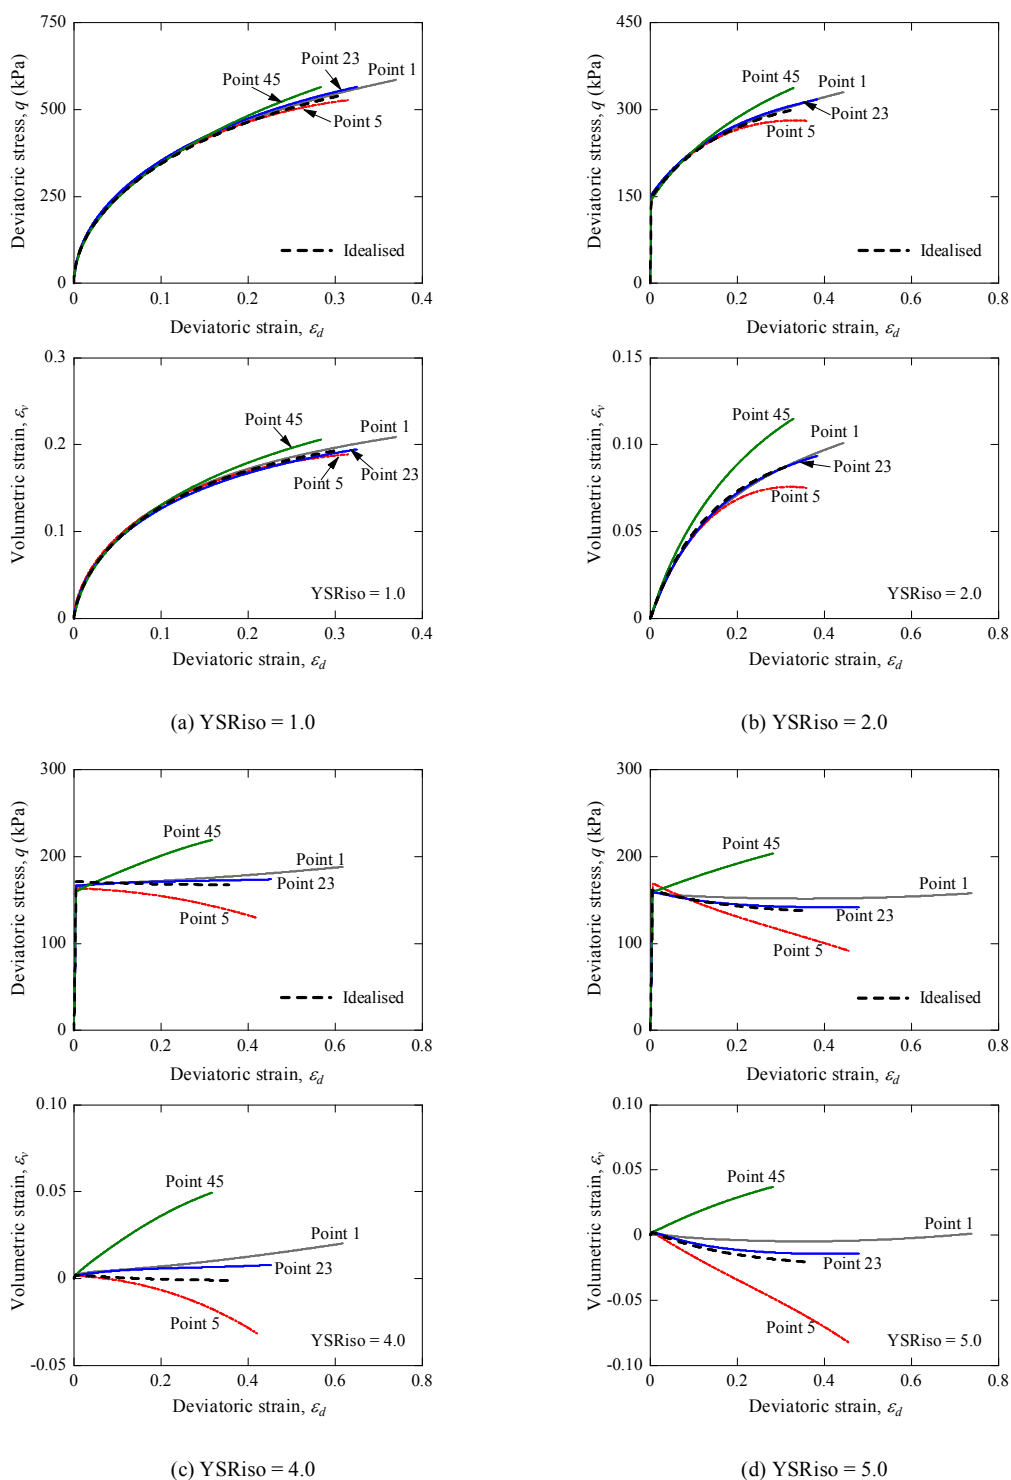 750
500
250
0
Deviatoric stress, q (kPa)
Point 23
Point 1
Point 45
Point 5
Idealised
0 0.1 0.2 0.3 0.4
Deviatoric strain, εd
450
300
150
0
Deviatoric stress, q (kPa)
Point 45
Point 1
Point 23
Point 5
Idealised
0 0.2 0.4 0.6 0.8
Deviatoric strain, εd
0.3
0.2
0.1
0
Volumetric strain, εv
Point 45
Point 1
Point 5
Point 23
YSRiso = 1.0
0 0.1 0.2 0.3 0.4
Deviatoric strain, εd
(a) YSRiso = 1.0
0.15
0.10
0.05
0
Volumetric strain, εv
Point 45
Point 1
Point 23
Point 5
YSRiso = 2.0
0 0.2 0.4 0.6 0.8
Deviatoric strain, εd
(b) YSRiso = 2.0
300
200
100
0
Deviatoric stress, q (kPa)
Point 45
Point 1
Point 23
Point 5
Idealised
0 0.2 0.4 0.6 0.8
Deviatoric strain, εd
300
200
100
0
Deviatoric stress, q (kPa)
Point 45
Point 1
Point 23
Point 5
Idealised
0 0.2 0.4 0.6 0.8
Deviatoric strain, εd
0.10
0.05
0
-0.05
Volumetric strain, εv
Point 45
Point 1
Point 23
Point 5
YSRiso = 4.0
0 0.2 0.4 0.6 0.8
Deviatoric strain, εd
(c) YSRiso = 4.0
0.10
0.05
0
-0.05
-0.10
Volumetric strain, εv
Point 45
Point 1
Point 23
Point 5
YSRiso = 5.0
0 0.2 0.4 0.6 0.8
Deviatoric strain, εd
(d) YSRiso = 5.0